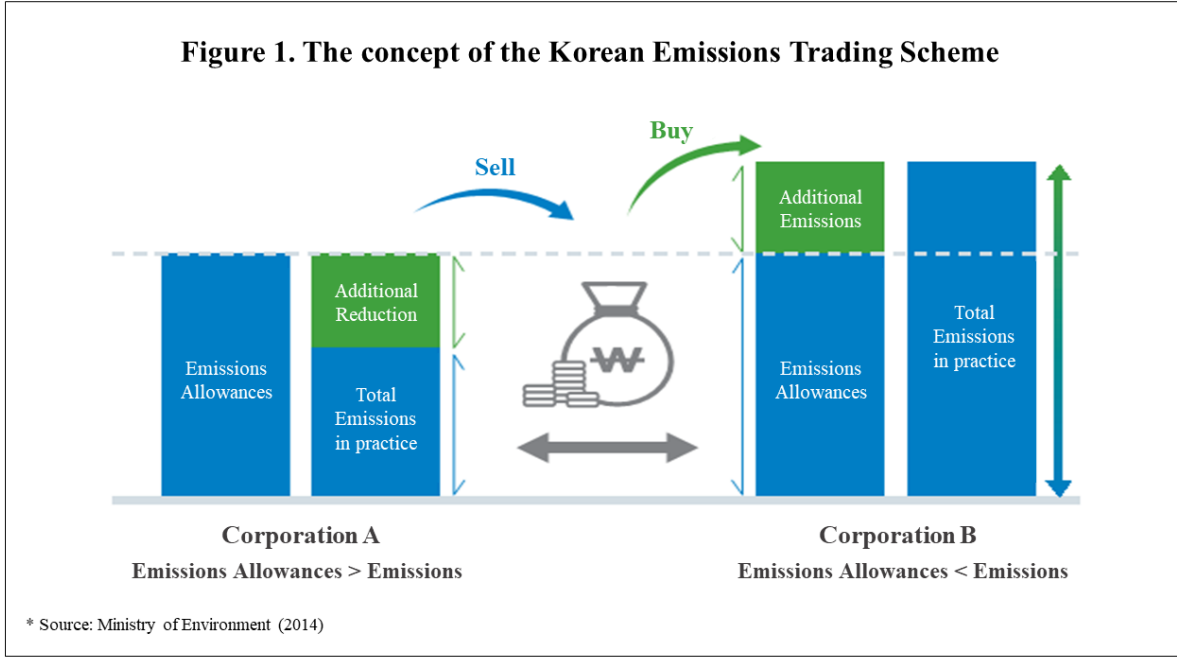 Figure 1. The concept of the Korean Emissions Trading Scheme
Sell
Buy
Emissions
Allowances
Additional
Reduction
Total
Emissions
in practice
₩
Additional
Emissions
Emissions
Allowances
Total
Emissions
in practice
Corporation A
Emissions Allowances > Emissions
Corporation B
Emissions Allowances < Emissions
* Source: Ministry of Environment (2014)